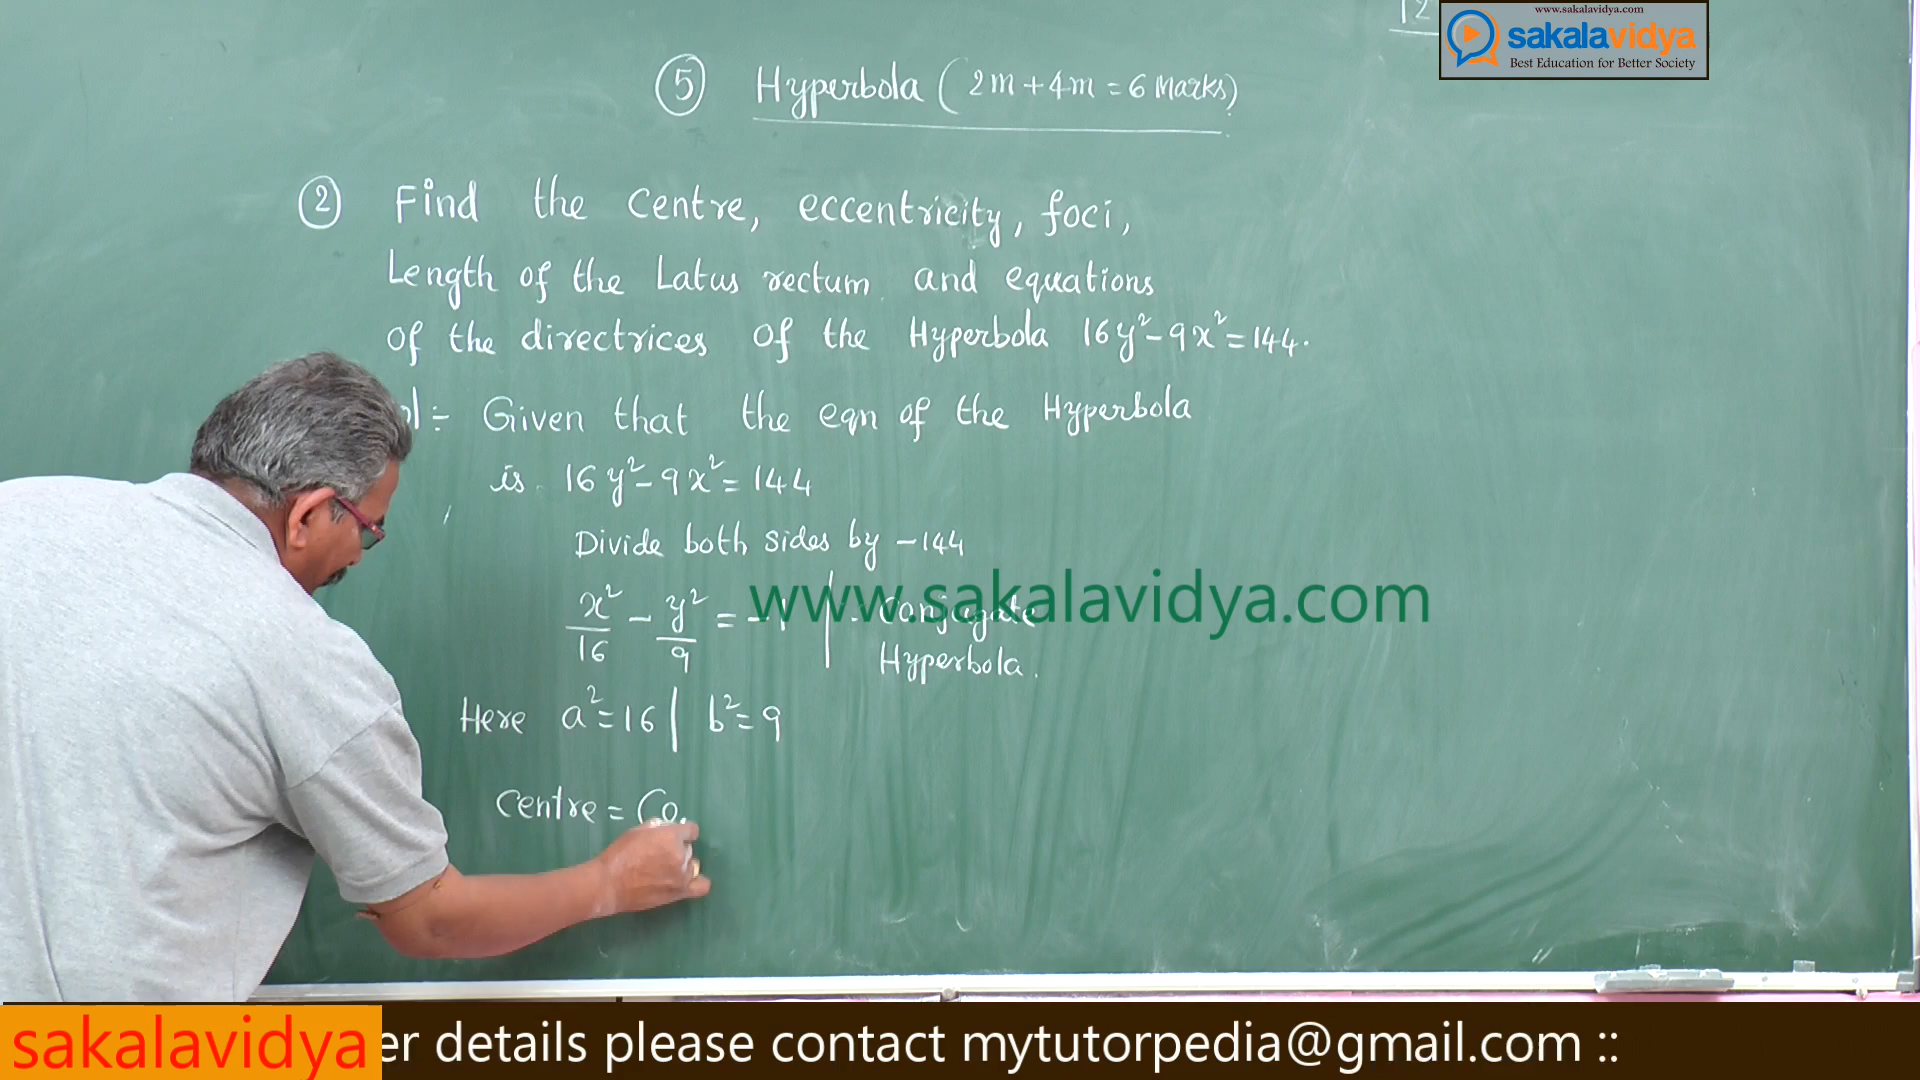 12
www.sakalavidya.com
sakalavidya
Best Education for Better Society
5 Hyperbola (2m+4m=6 Marks)
2 Find the Centre, eccentricity, foci,
Length of the Latus rectum and equations
of the directrices of the Hyperbola 16y²-9x²=144.
l:- Given that the eqn of the Hyperbola
is 16y²-9x²=144
Divide both sides by -144
x²/16 - y²/9 = -1 | - Conjugate
Hyperbola.
www.sakalavidya.com
Here a²=16 | b²=9
Centre = (0,
sakalavidya er details please contact mytutorpedia@gmail.com ::